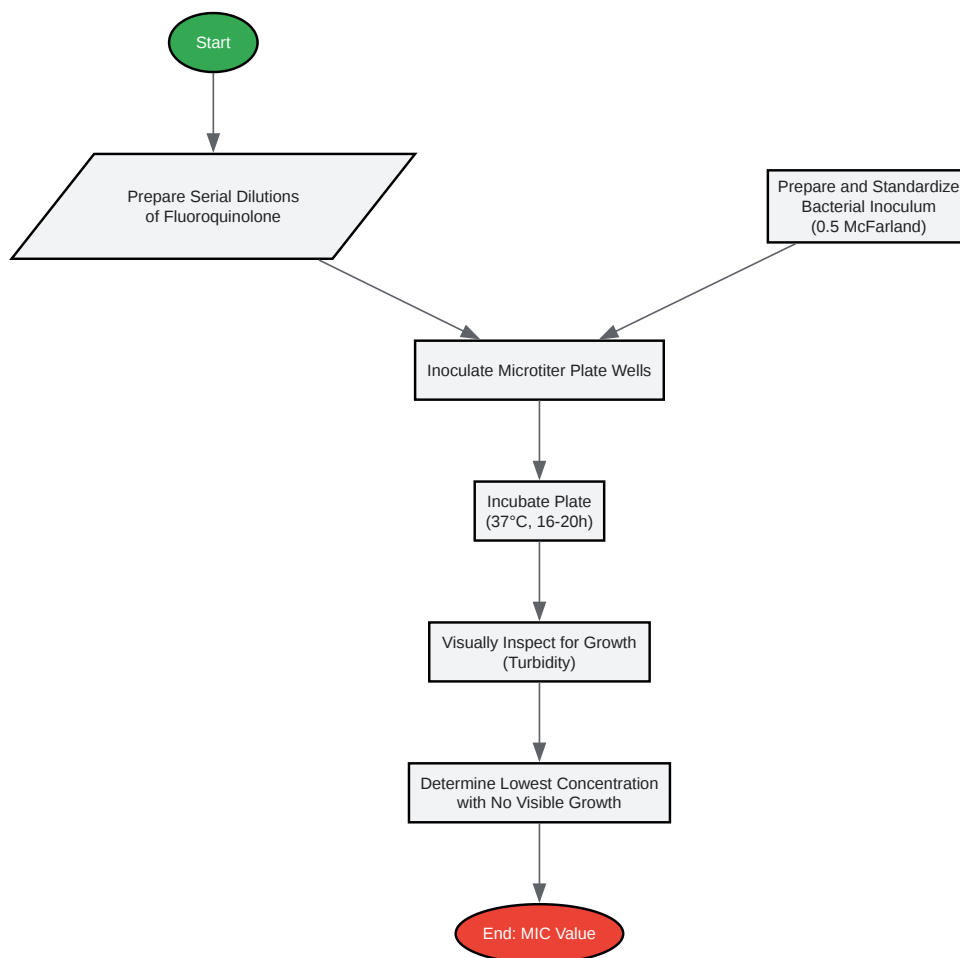 Start
Prepare Serial Dilutions
of Fluoroquinolone
Prepare and Standardize
Bacterial Inoculum
(0.5 McFarland)
Inoculate Microtiter Plate Wells
Incubate Plate
(37°C, 16-20h)
Visually Inspect for Growth
(Turbidity)
Determine Lowest Concentration
with No Visible Growth
End: MIC Value